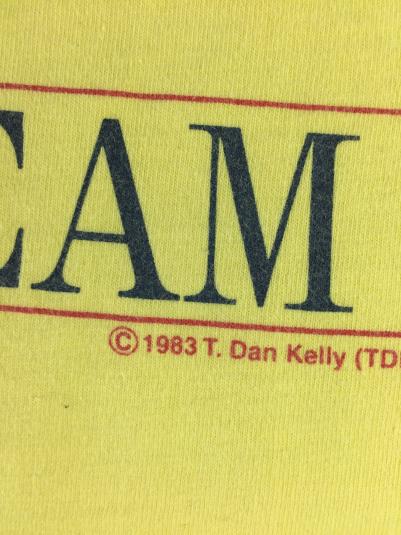 EAM
© 1983 T. Dan Kelly (TD